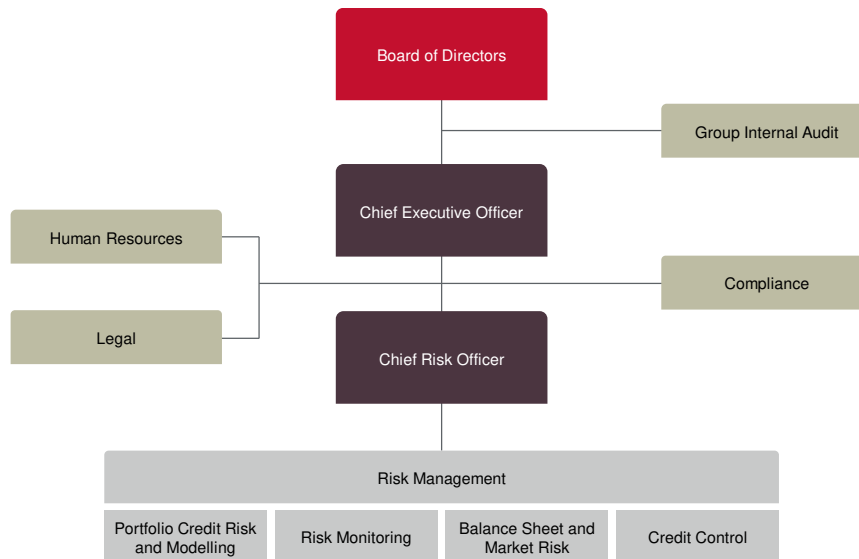 Board of Directors
Group Internal Audit
Chief Executive Officer
Human Resources
Compliance
Legal
Chief Risk Officer
Risk Management
Portfolio Credit Risk
and Modelling
Risk Monitoring
Balance Sheet and
Market Risk
Credit Control